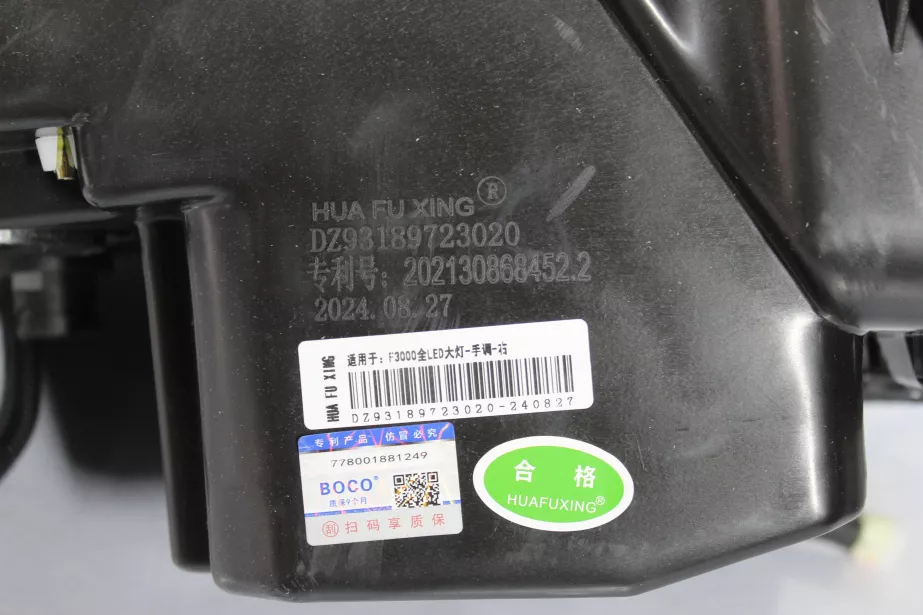 HUA FU XING®
DZ93189723020
专利号: 202130868452.2
2024.08.27
HUA FU XING
适用于: F3000全LED大灯-手调-右
DZ93189723020-240827
专利产品 仿冒必究
778001881249
BOCO®
质保9个月
刮 扫码享质保
合格
HUAFUXING®